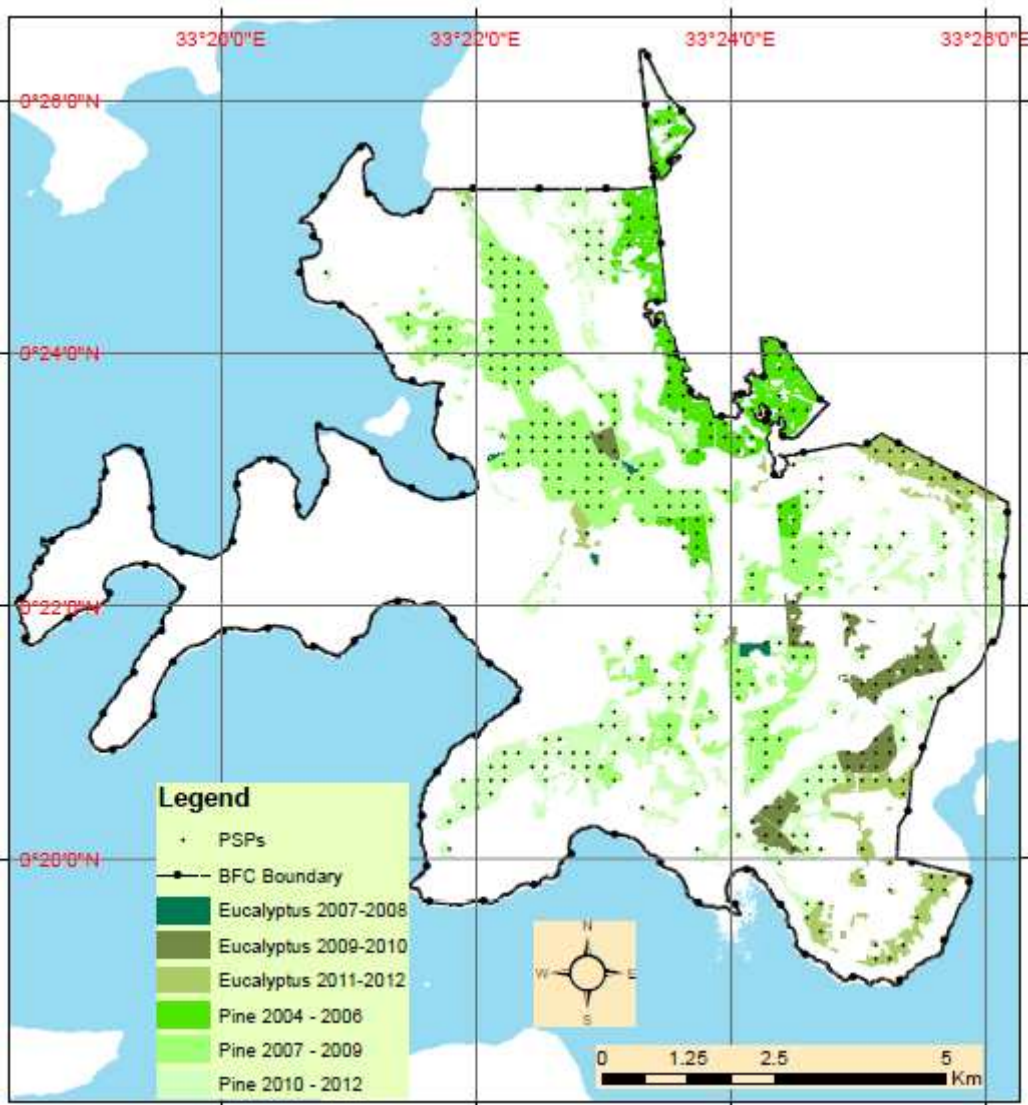 33°20'0"E 33°22'0"E 33°24'0"E 33°26'0"E
0°26'0"N
0°24'0"N
0°22'0"N
0°20'0"N
Legend
PSPs
BFC Boundary
Eucalyptus 2007-2008
Eucalyptus 2009-2010
Eucalyptus 2011-2012
Pine 2004 - 2006
Pine 2007 - 2009
Pine 2010 - 2012
N
W E
S
0 1.25 2.5 5
Km